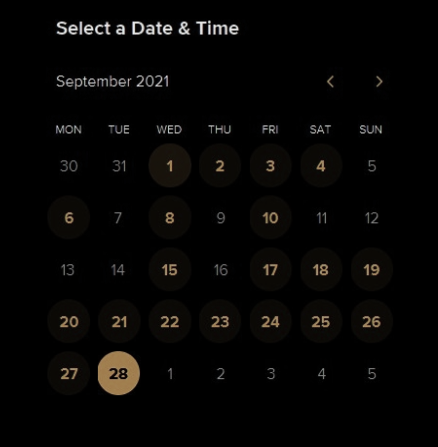 Select a Date & Time
September 2021
MON TUE WED THU FRI SAT SUN
30 31 1 2 3 4 5
6 7 8 9 10 11 12
13 14 15 16 17 18 19
20 21 22 23 24 25 26
27 28 1 2 3 4 5